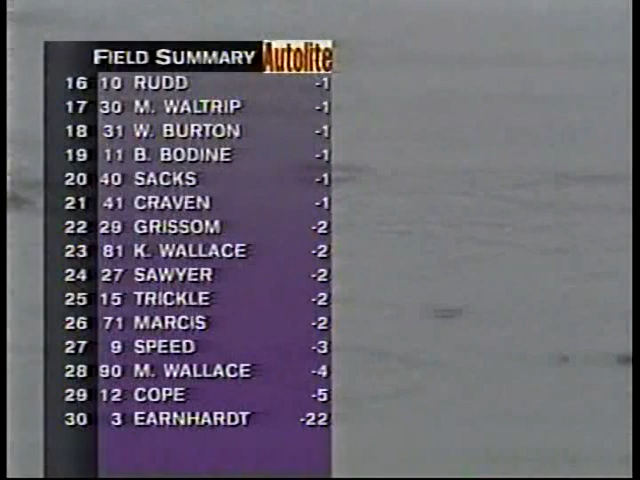 FIELD SUMMARY Autolite
16 10 RUDD -1
17 30 M. WALTRIP -1
18 31 W. BURTON -1
19 11 B. BODINE -1
20 40 SACKS -1
21 41 CRAVEN -1
22 29 GRISSOM -2
23 81 K. WALLACE -2
24 27 SAWYER -2
25 15 TRICKLE -2
26 71 MARCIS -2
27 9 SPEED -3
28 90 M. WALLACE -4
29 12 COPE -5
30 3 EARNHARDT -22